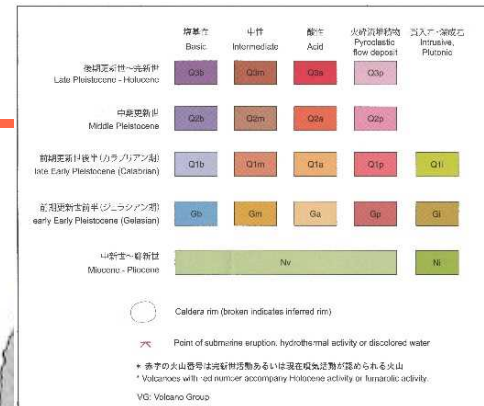 塩基性 中性 酸性 火砕流堆積物 貫入岩・深成岩
Basic Intermediate Acid Pyroclastic flow deposit Intrusive, Plutonic
後期更新世〜完新世
Late Pleistocene - Holocene
Q3b Q3m Q3a Q3p
中期更新世
Middle Pleistocene
Q2b Q2m Q2a Q2p
前期更新世後半(カラブリアン期)
late Early Pleistocene (Calabrian)
Q1b Q1m Q1a Q1p Q1i
前期更新世前半(ジェラシアン期)
early Early Pleistocene (Gelasian)
Gb Gm Ga Gp Gi
中新世〜鮮新世
Miocene - Pliocene
Nv Ni
Caldera rim (broken indicates inferred rim)
Point of submarine eruption, hydrothermal activity or discolored water
* 赤字の火山番号は完新世活動あるいは現在噴気活動が認められる火山
* Volcanoes with red number accompany Holocene activity or fumarolic activity.
VG: Volcano Group